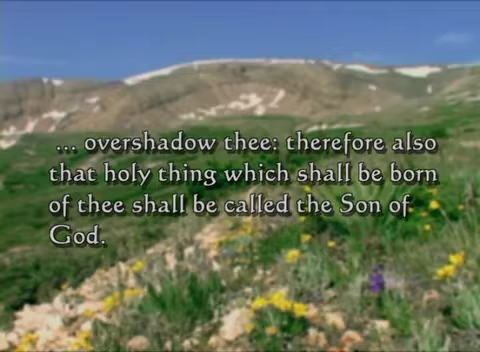 ... overshadow thee: therefore also
that holy thing which shall be born
of thee shall be called the Son of
God.